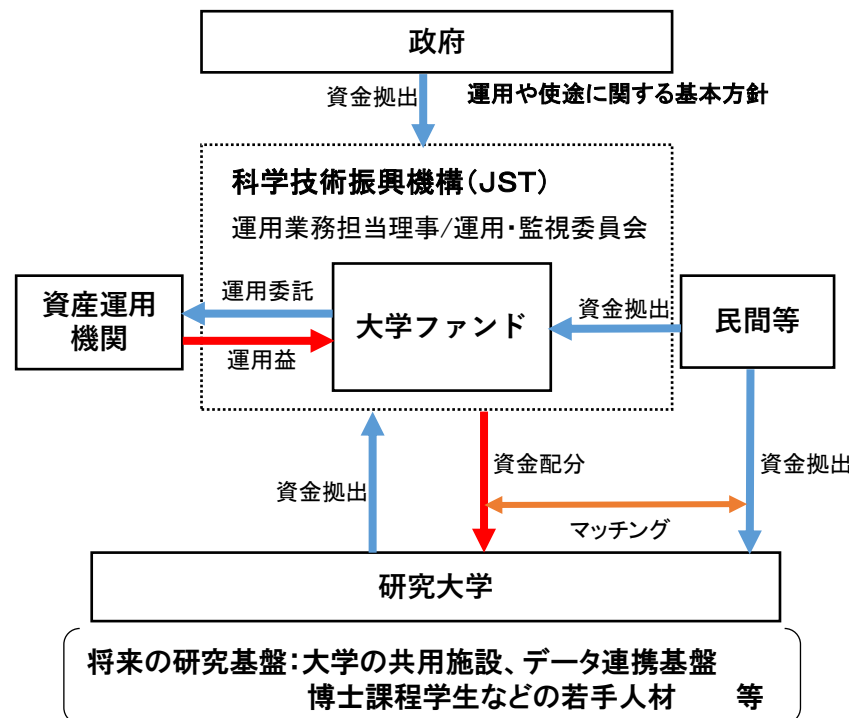 政府
資金拠出
運用や使途に関する基本方針
科学技術振興機構(JST)
運用業務担当理事/運用・監視委員会
資産運用
機関
運用委託
運用益
大学ファンド
資金拠出
民間等
資金拠出
資金配分
資金拠出
マッチング
研究大学
将来の研究基盤:大学の共用施設、データ連携基盤
博士課程学生などの若手人材 等